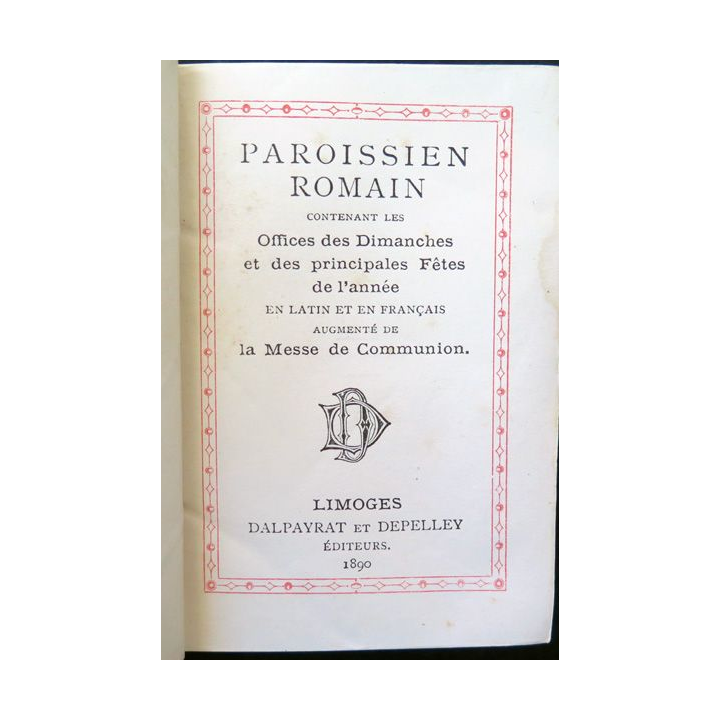 PAROISSIEN
ROMAIN
CONTENANT LES
Offices des Dimanches
et des principales Fêtes
de l'année
EN LATIN ET EN FRANÇAIS
AUGMENTÉ DE
la Messe de Communion.
DD
LIMOGES
DALPAYRAT ET DEPELLEY
ÉDITEURS.
1890